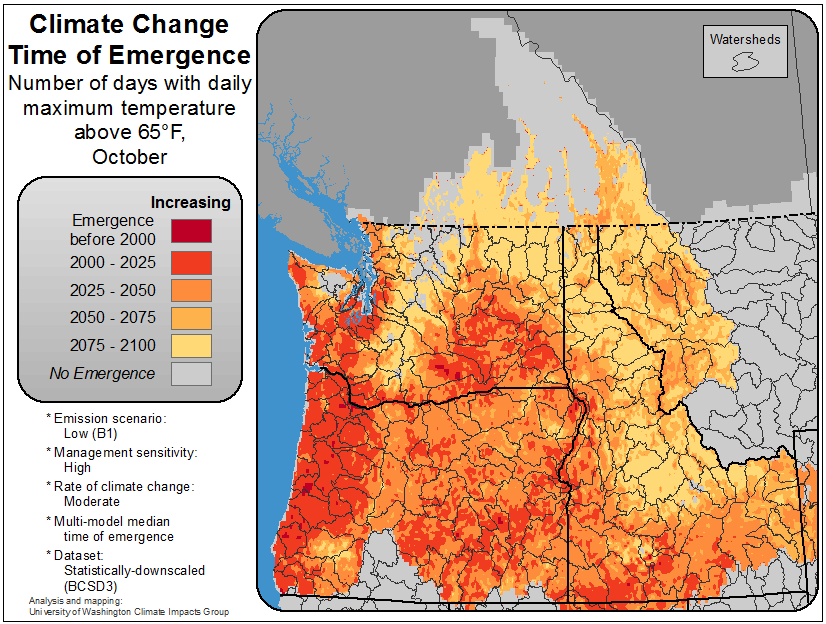 Climate Change
Time of Emergence
Number of days with daily
maximum temperature
above 65°F,
October
Increasing
Emergence
before 2000
2000 - 2025
2025 - 2050
2050 - 2075
2075 - 2100
No Emergence
* Emission scenario:
Low (B1)
* Management sensitivity:
High
* Rate of climate change:
Moderate
* Multi-model median
time of emergence
* Dataset:
Statistically-downscaled
(BCSD3)
Analysis and mapping:
University of Washington Climate Impacts Group
Watersheds